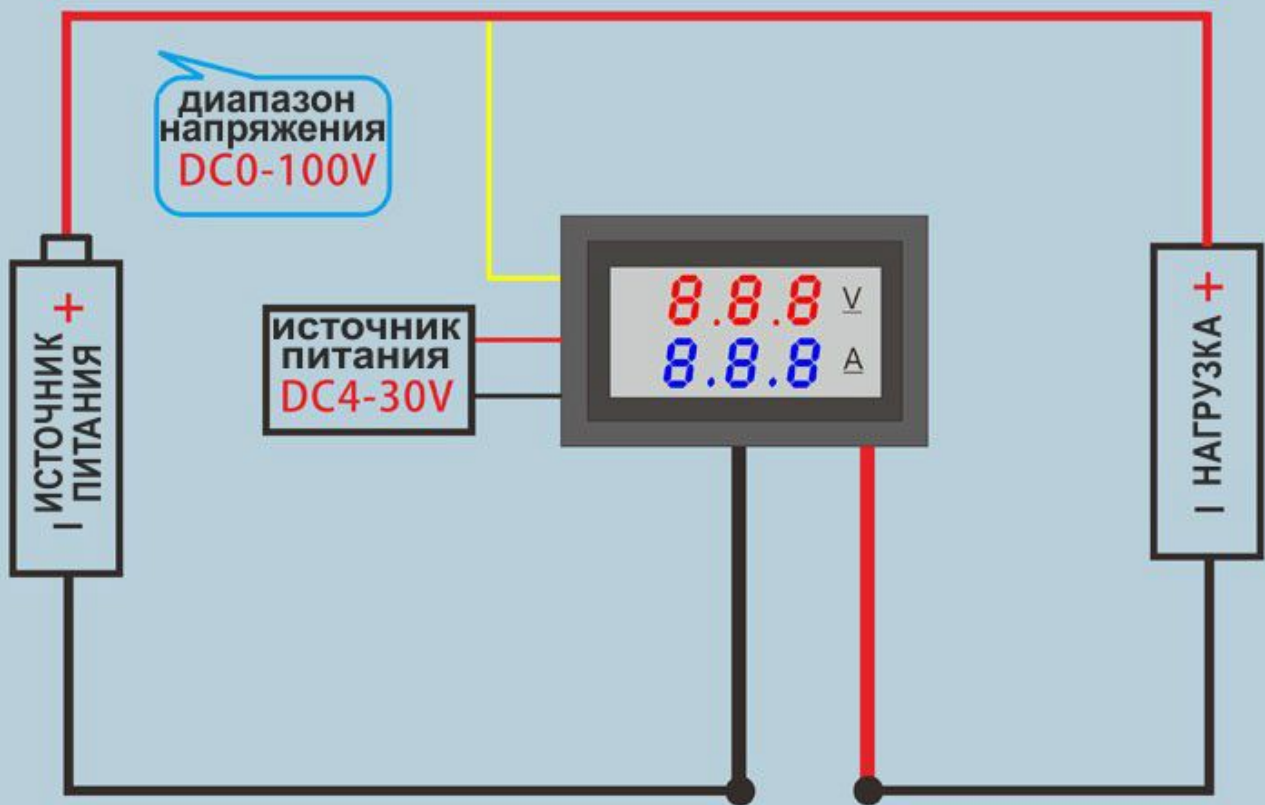 диапазон
напряжения
DC0-100V
источник
питания
DC4-30V
8.8.8 V
8.8.8 A
− ИСТОЧНИК +
ПИТАНИЯ
− НАГРУЗКА +